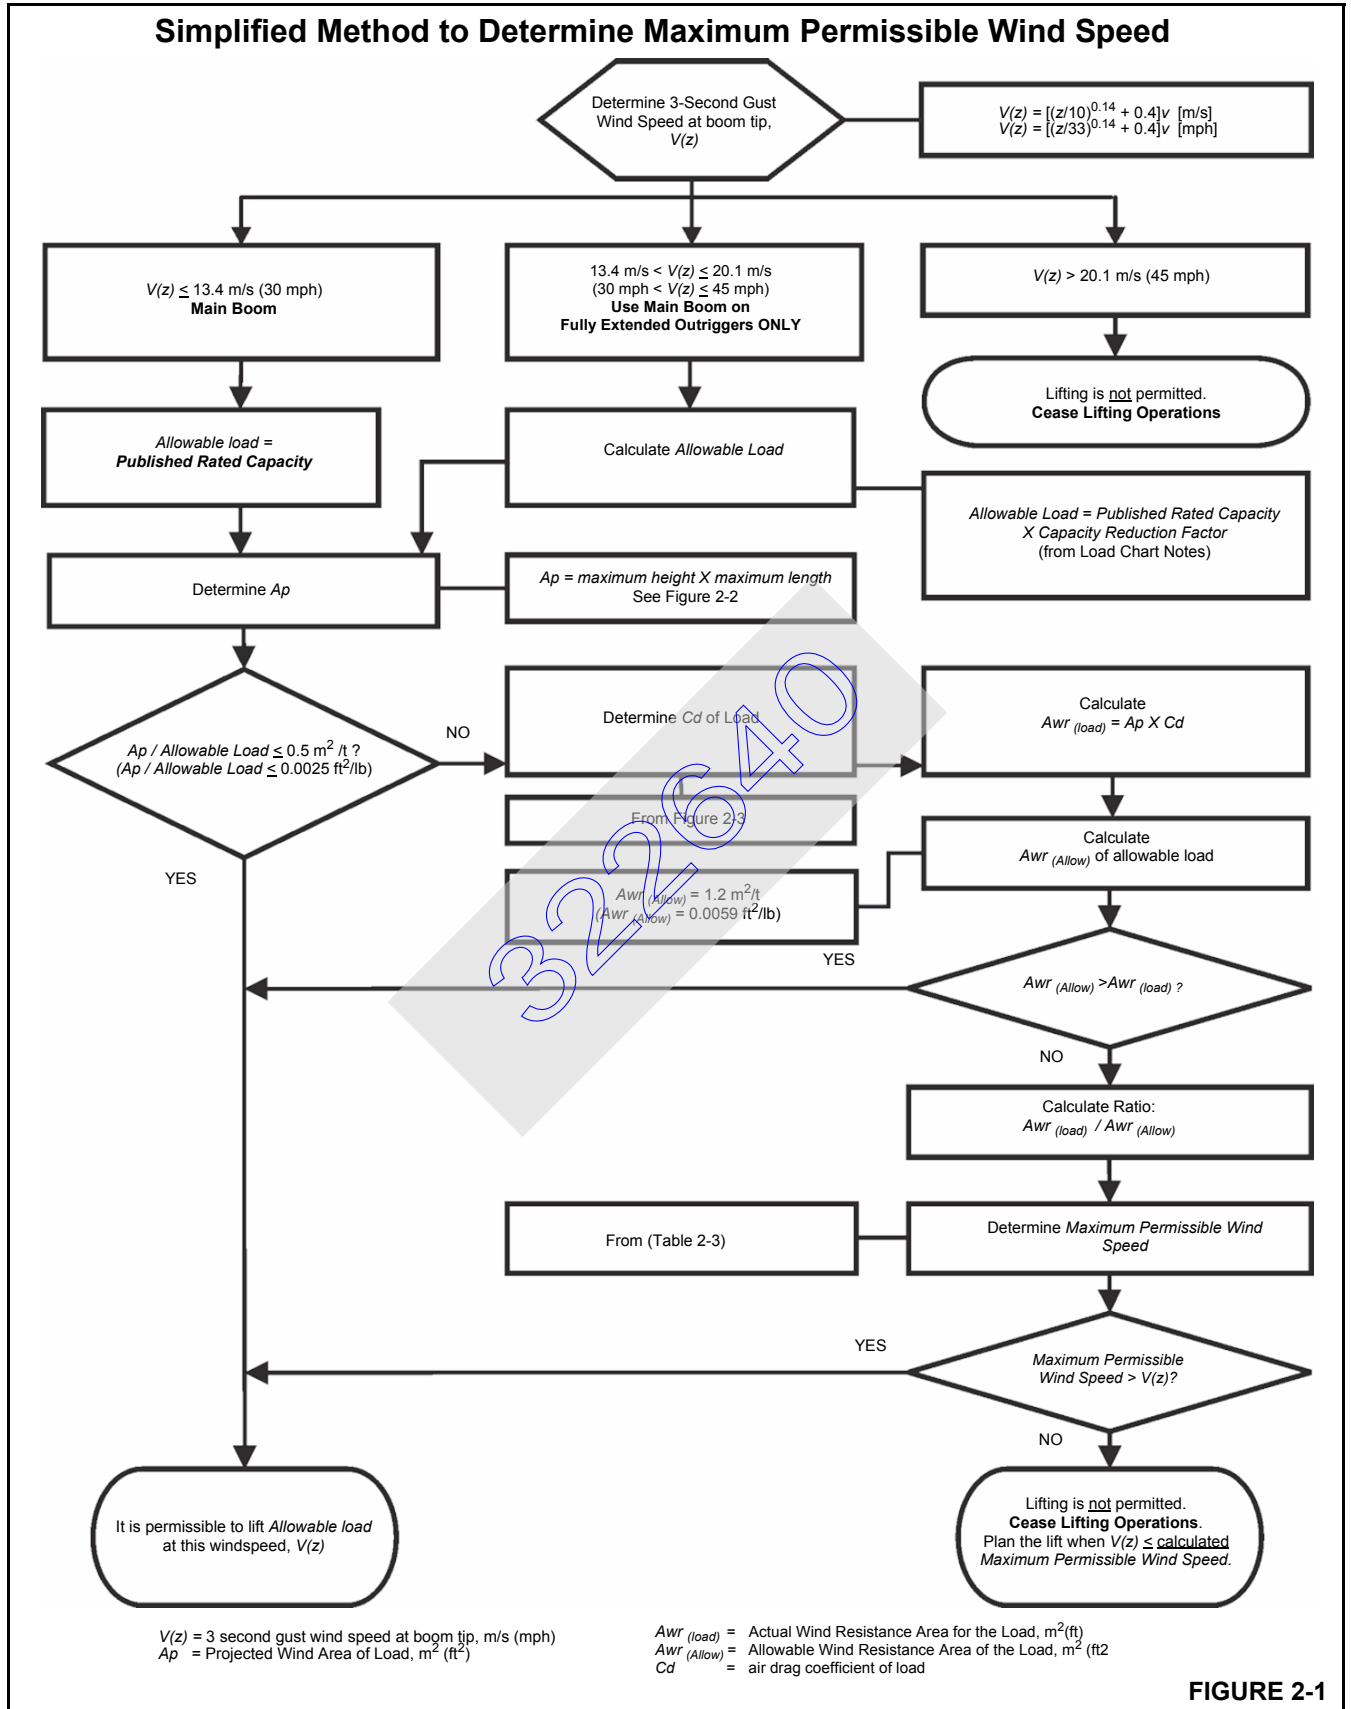 Simplified Method to Determine Maximum Permissible Wind Speed
Determine 3-Second Gust
Wind Speed at boom tip,
V(z)
V(z) = [(z/10)^0.14 + 0.4]v [m/s]
V(z) = [(z/33)^0.14 + 0.4]v [mph]
V(z) ≤ 13.4 m/s (30 mph)
Main Boom
13.4 m/s < V(z) ≤ 20.1 m/s
(30 mph < V(z) ≤ 45 mph)
Use Main Boom on
Fully Extended Outriggers ONLY
V(z) > 20.1 m/s (45 mph)
Lifting is not permitted.
Cease Lifting Operations
Allowable load =
Published Rated Capacity
Calculate Allowable Load
Allowable Load = Published Rated Capacity
X Capacity Reduction Factor
(from Load Chart Notes)
Determine Ap
Ap = maximum height X maximum length
See Figure 2-2
Ap / Allowable Load ≤ 0.5 m² /t ?
(Ap / Allowable Load ≤ 0.0025 ft²/lb)
NO
YES
Determine Cd of Load
From Figure 2-3
Calculate
Awr (load) = Ap X Cd
Calculate
Awr (Allow) of allowable load
Awr (Allow) = 1.2 m²/t
(Awr (Allow) = 0.0059 ft²/lb)
322640
YES
Awr (Allow) >Awr (load) ?
NO
Calculate Ratio:
Awr (load) / Awr (Allow)
From (Table 2-3)
Determine Maximum Permissible Wind
Speed
YES
Maximum Permissible
Wind Speed > V(z)?
NO
It is permissible to lift Allowable load
at this windspeed, V(z)
Lifting is not permitted.
Cease Lifting Operations.
Plan the lift when V(z) ≤ calculated
Maximum Permissible Wind Speed.
V(z) = 3 second gust wind speed at boom tip, m/s (mph)
Ap = Projected Wind Area of Load, m² (ft²)
Awr (load) = Actual Wind Resistance Area for the Load, m²(ft)
Awr (Allow) = Allowable Wind Resistance Area of the Load, m² (ft2
Cd = air drag coefficient of load
FIGURE 2-1